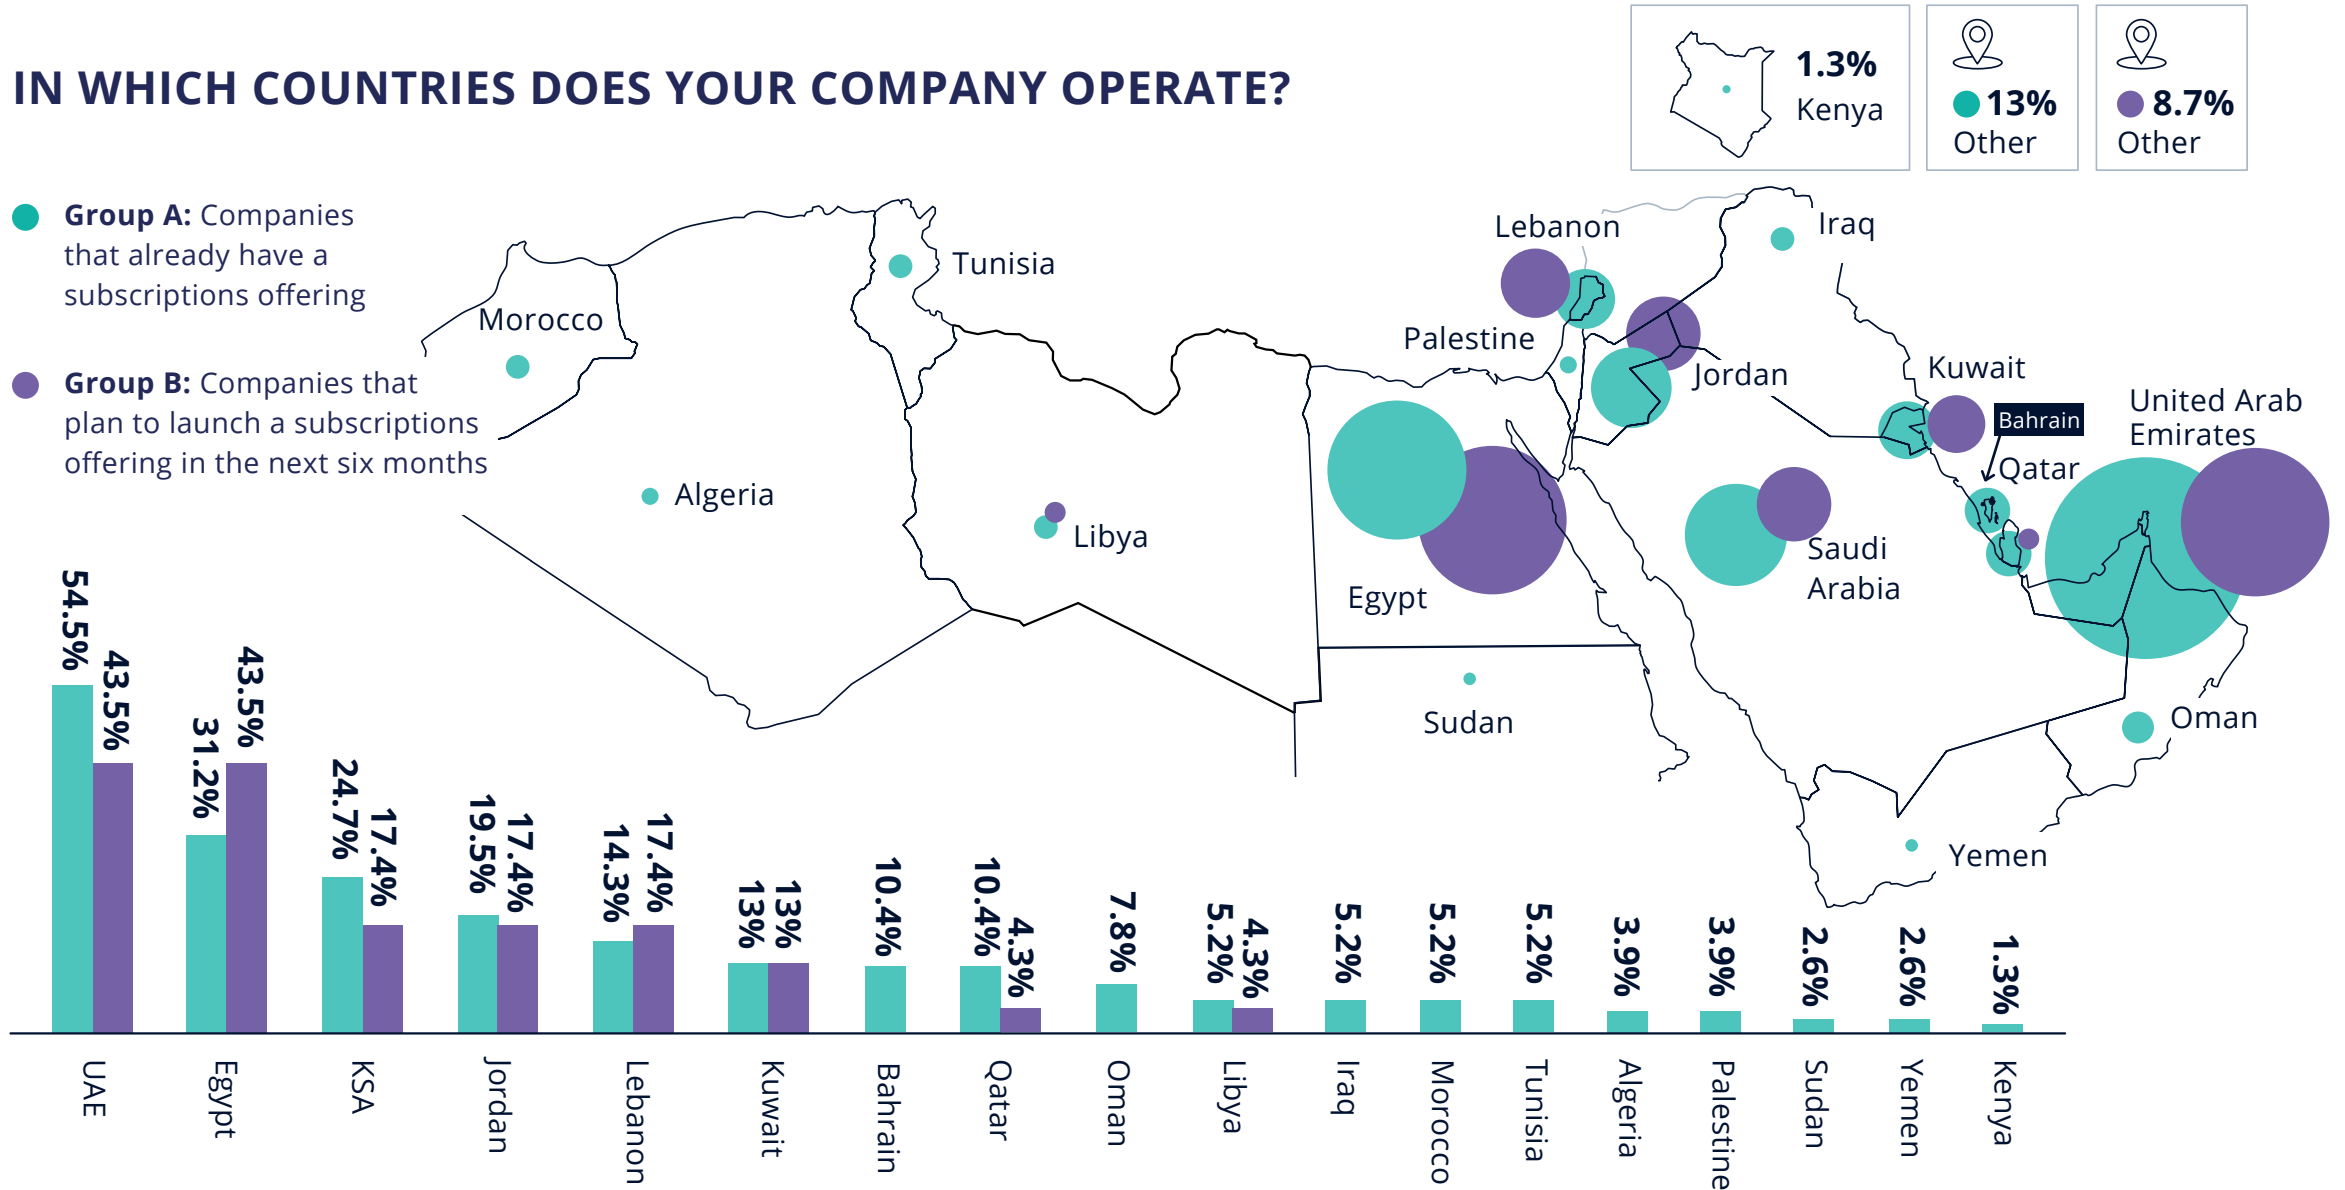 IN WHICH COUNTRIES DOES YOUR COMPANY OPERATE?
1.3%
Kenya
13%
Other
8.7%
Other
Group A: Companies
that already have a
subscriptions offering
Group B: Companies that
plan to launch a subscriptions
offering in the next six months
Morocco
Tunisia
Algeria
Libya
Lebanon
Palestine
Iraq
Jordan
Kuwait
Bahrain
Qatar
United Arab
Emirates
Egypt
Saudi
Arabia
Sudan
Oman
Yemen
54.5%
43.5%
31.2%
43.5%
24.7%
17.4%
19.5%
17.4%
14.3%
17.4%
13%
13%
10.4%
10.4%
4.3%
7.8%
5.2%
4.3%
5.2%
5.2%
5.2%
3.9%
3.9%
2.6%
2.6%
1.3%
UAE
Egypt
KSA
Jordan
Lebanon
Kuwait
Bahrain
Qatar
Oman
Libya
Iraq
Morocco
Tunisia
Algeria
Palestine
Sudan
Yemen
Kenya